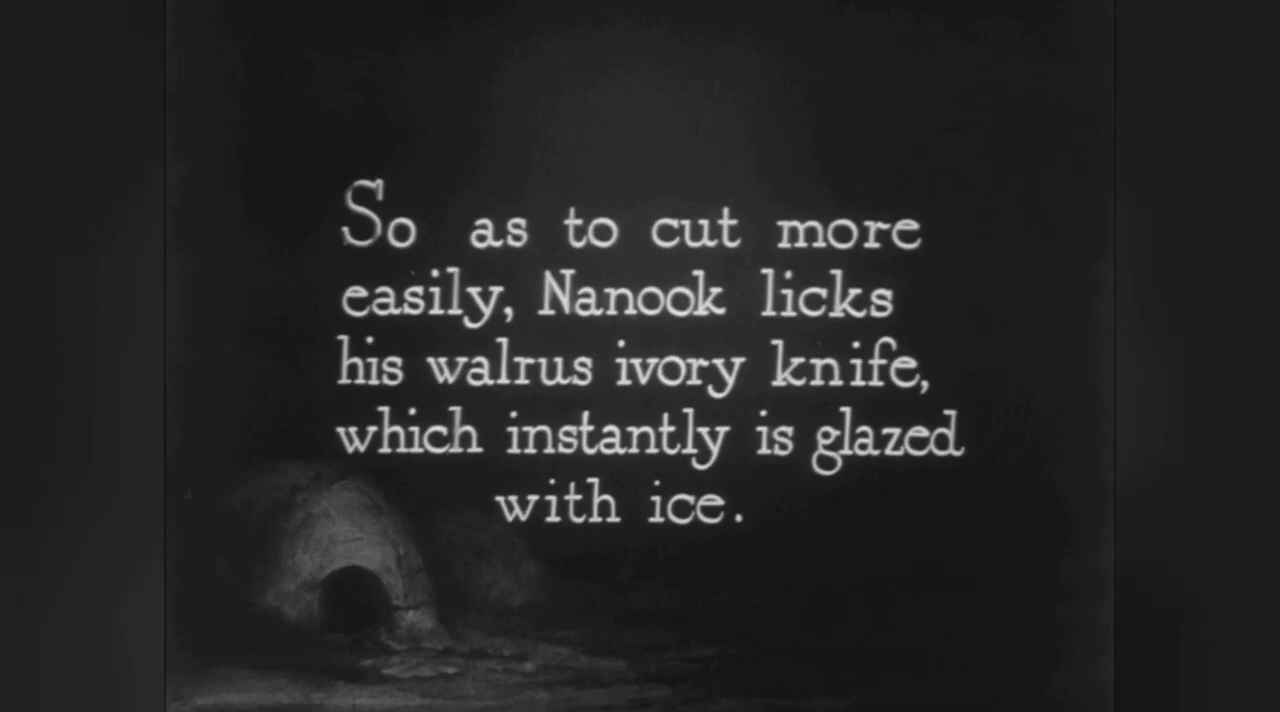 So as to cut more
easily, Nanook licks
his walrus ivory knife,
which instantly is glazed
with ice.